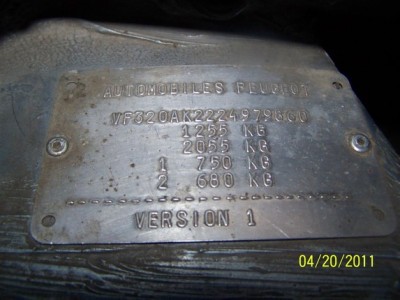 AUTOMOBILES PEUGEOT
1255 KG
2055 KG
1 750 KG
2 680 KG
VERSION 1
04/20/2011